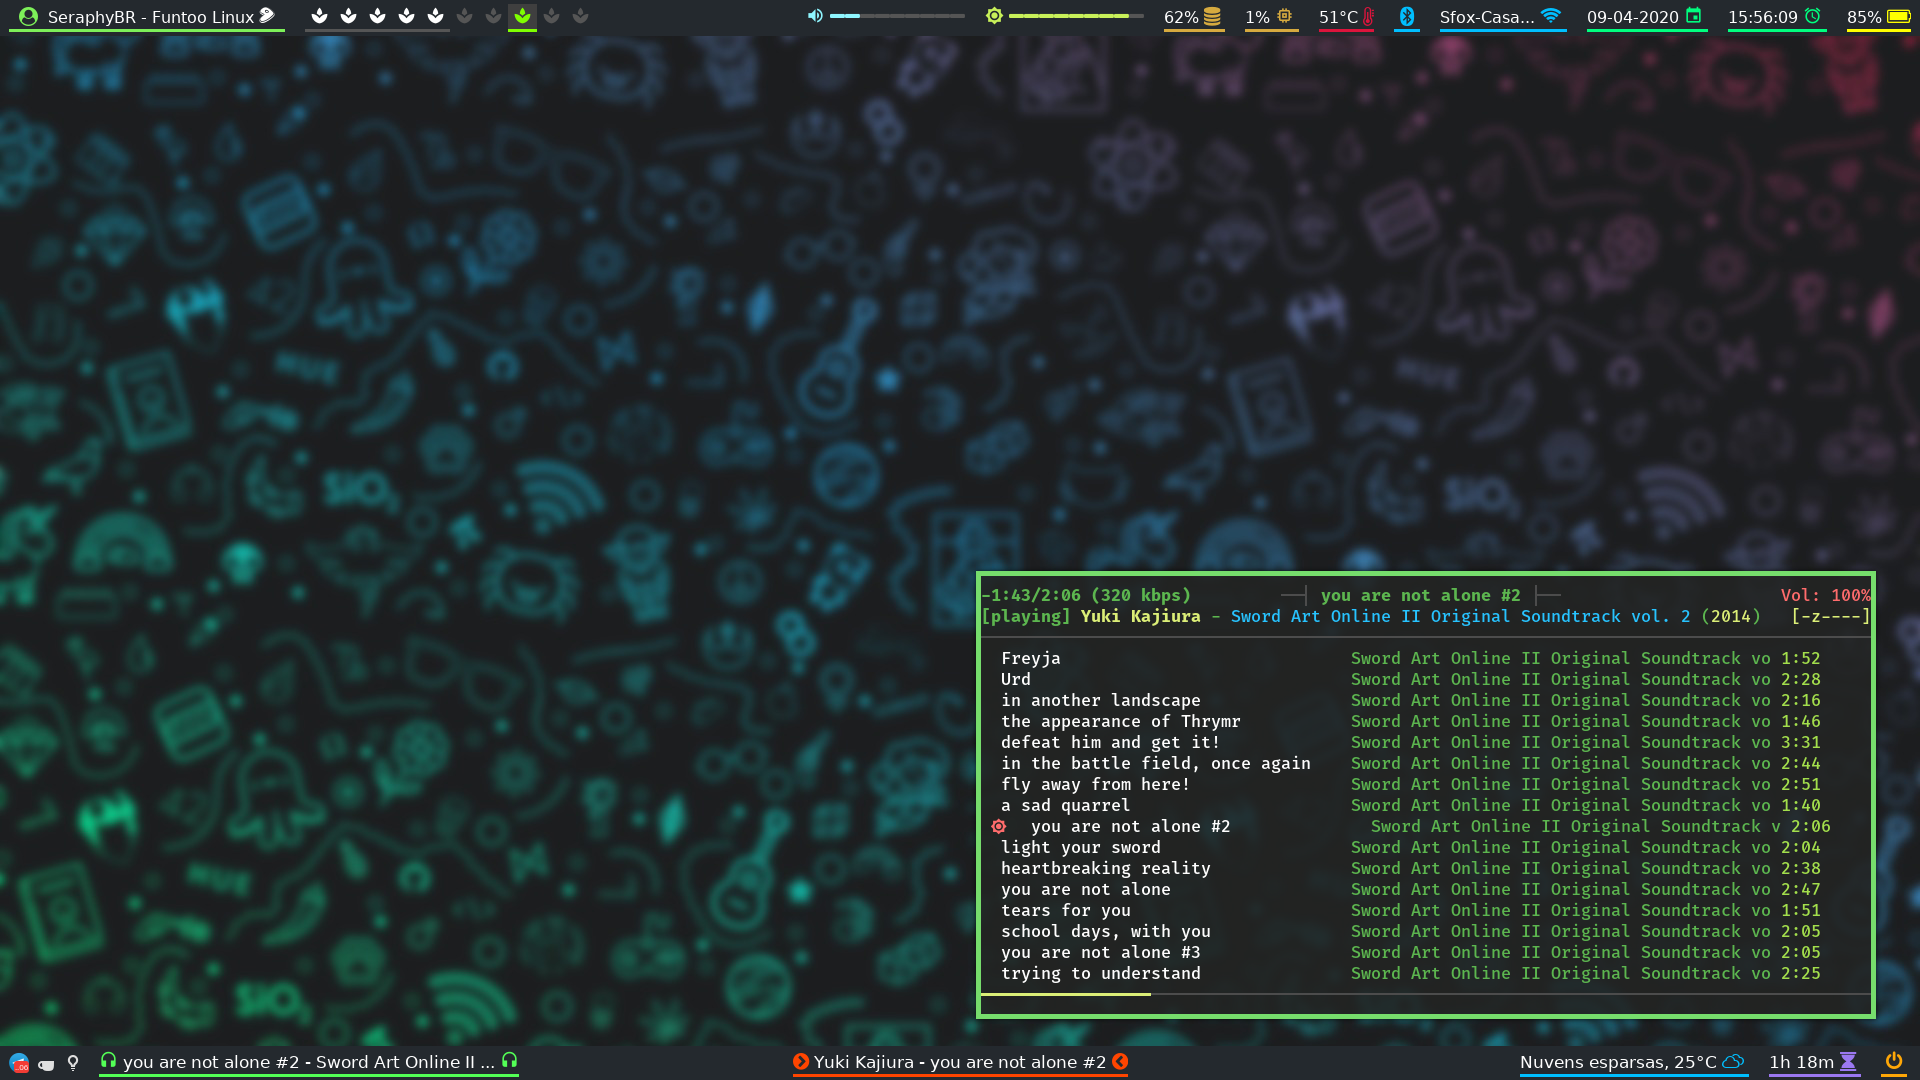 SeraphyBR - Funtoo Linux
62%
1%
51°C
Sfox-Casa...
09-04-2020
15:56:09
85%
HUE
HUE
SIO2
SIO2
-1:43/2:06 (320 kbps) ──┤ you are not alone #2 ├── Vol: 100%
[playing] Yuki Kajiura - Sword Art Online II Original Soundtrack vol. 2 (2014) [-z----]
Freyja Sword Art Online II Original Soundtrack vo 1:52
Urd Sword Art Online II Original Soundtrack vo 2:28
in another landscape Sword Art Online II Original Soundtrack vo 2:16
the appearance of Thrymr Sword Art Online II Original Soundtrack vo 1:46
defeat him and get it! Sword Art Online II Original Soundtrack vo 3:31
in the battle field, once again Sword Art Online II Original Soundtrack vo 2:44
fly away from here! Sword Art Online II Original Soundtrack vo 2:51
a sad quarrel Sword Art Online II Original Soundtrack vo 1:40
you are not alone #2 Sword Art Online II Original Soundtrack v 2:06
light your sword Sword Art Online II Original Soundtrack vo 2:04
heartbreaking reality Sword Art Online II Original Soundtrack vo 2:38
you are not alone Sword Art Online II Original Soundtrack vo 2:47
tears for you Sword Art Online II Original Soundtrack vo 1:51
school days, with you Sword Art Online II Original Soundtrack vo 2:05
you are not alone #3 Sword Art Online II Original Soundtrack vo 2:05
trying to understand Sword Art Online II Original Soundtrack vo 2:25
HUE
SIO2
you are not alone #2 - Sword Art Online II ...
Yuki Kajiura - you are not alone #2
Nuvens esparsas, 25°C
1h 18m